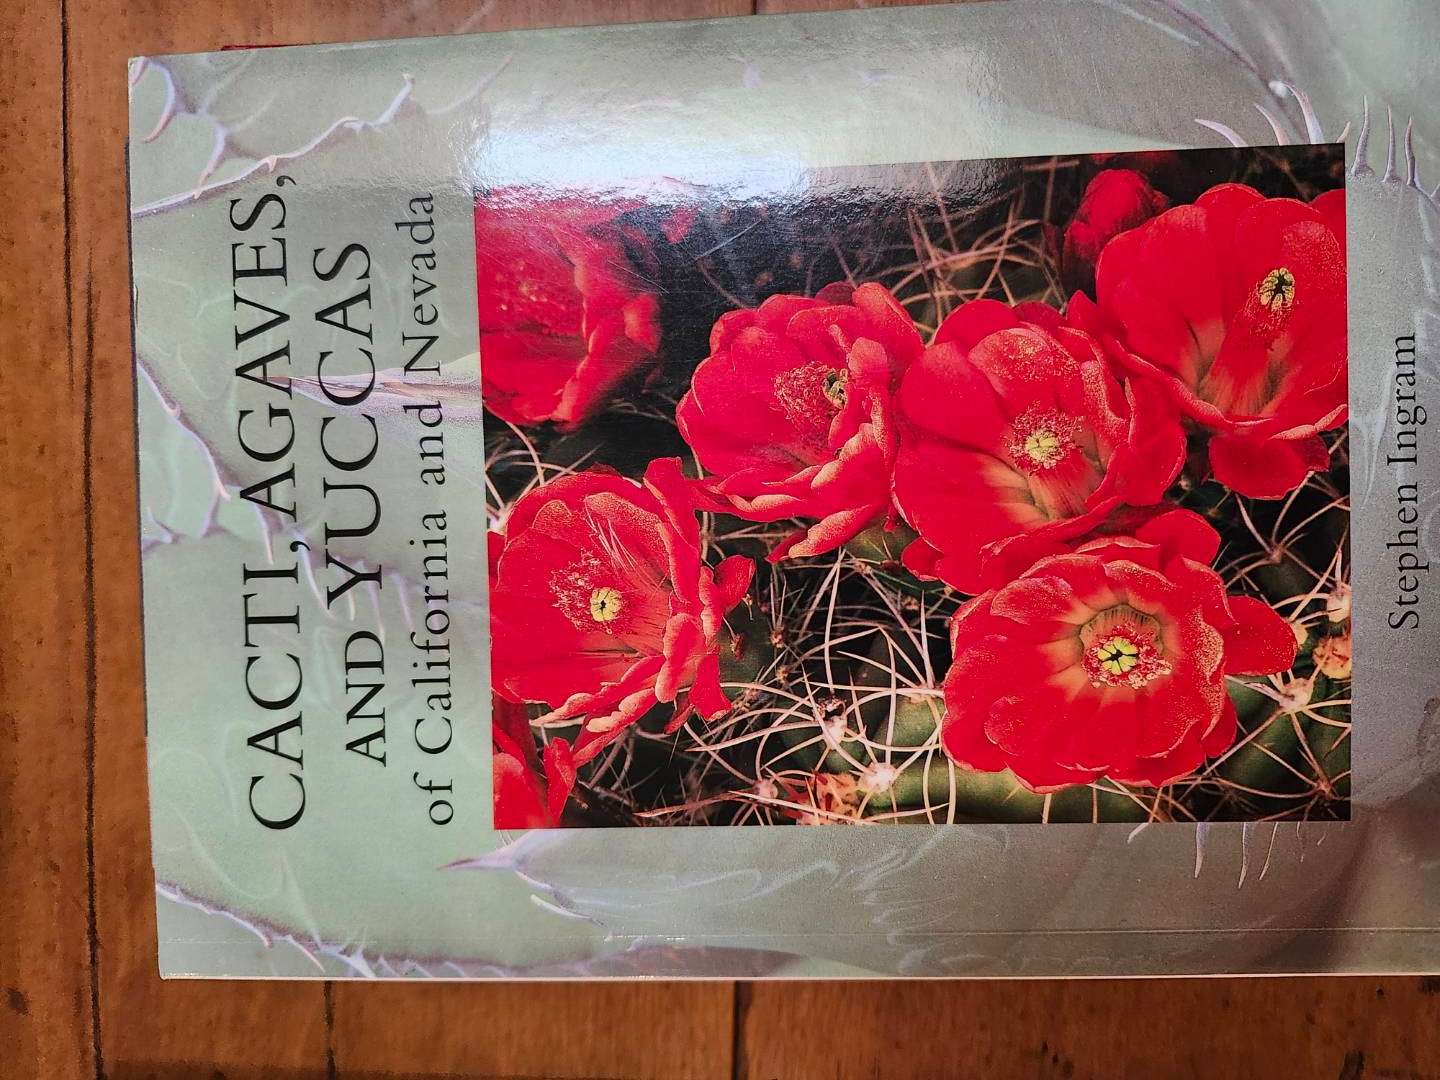 CACTI, AGAVES,
AND YUCCAS
of California and Nevada
Stephen Ingram